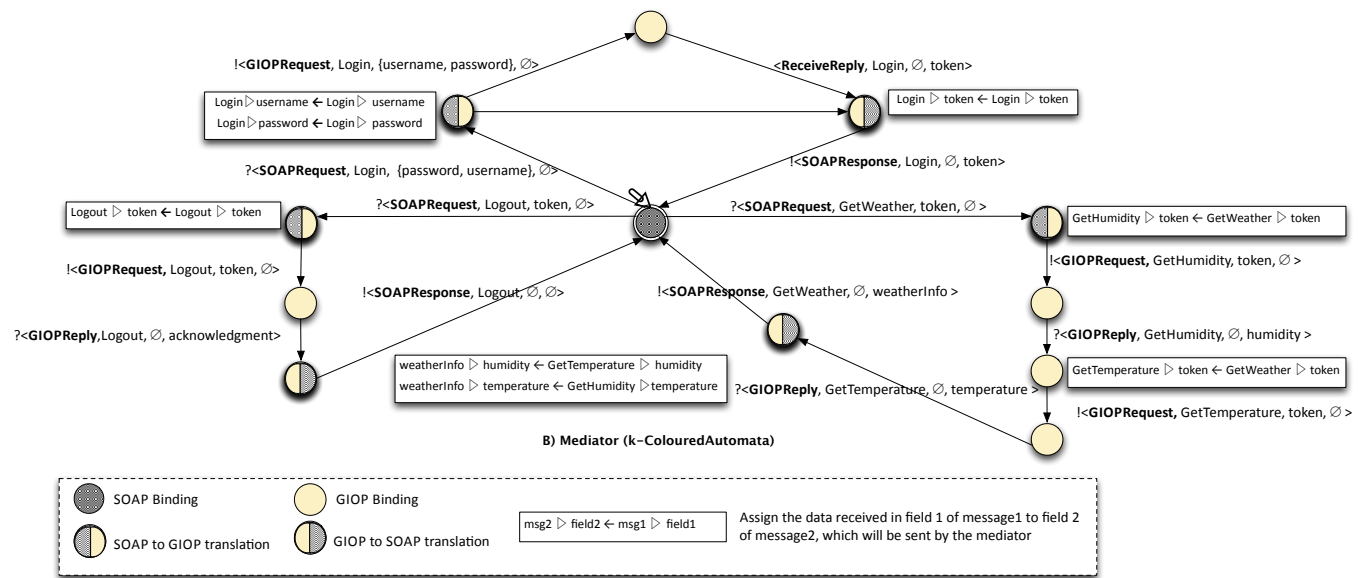 !<GIOPRequest, Login, {username, password}, ∅>
<ReceiveReply, Login, ∅, token>
Login ▷ username ← Login ▷ username
Login ▷ password ← Login ▷ password
Login ▷ token ← Login ▷ token
?<SOAPRequest, Login, {password, username}, ∅>
!<SOAPResponse, Login, ∅, token>
Logout ▷ token ← Logout ▷ token
?<SOAPRequest, Logout, token, ∅>
?<SOAPRequest, GetWeather, token, ∅ >
GetHumidity ▷ token ← GetWeather ▷ token
!<GIOPRequest, Logout, token, ∅>
!<GIOPRequest, GetHumidity, token, ∅ >
!<SOAPResponse, Logout, ∅, ∅>
!<SOAPResponse, GetWeather, ∅, weatherInfo >
?<GIOPReply,Logout, ∅, acknowledgment>
?<GIOPReply, GetHumidity, ∅, humidity >
weatherInfo ▷ humidity ← GetTemperature ▷ humidity
weatherInfo ▷ temperature ← GetHumidity ▷ temperature
GetTemperature ▷ token ← GetWeather ▷ token
?<GIOPReply, GetTemperature, ∅, temperature >
!<GIOPRequest, GetTemperature, token, ∅ >
B) Mediator (k-ColouredAutomata)
SOAP Binding
GIOP Binding
SOAP to GIOP translation
GIOP to SOAP translation
msg2 ▷ field2 ← msg1 ▷ field1
Assign the data received in field 1 of message1 to field 2
of message2, which will be sent by the mediator